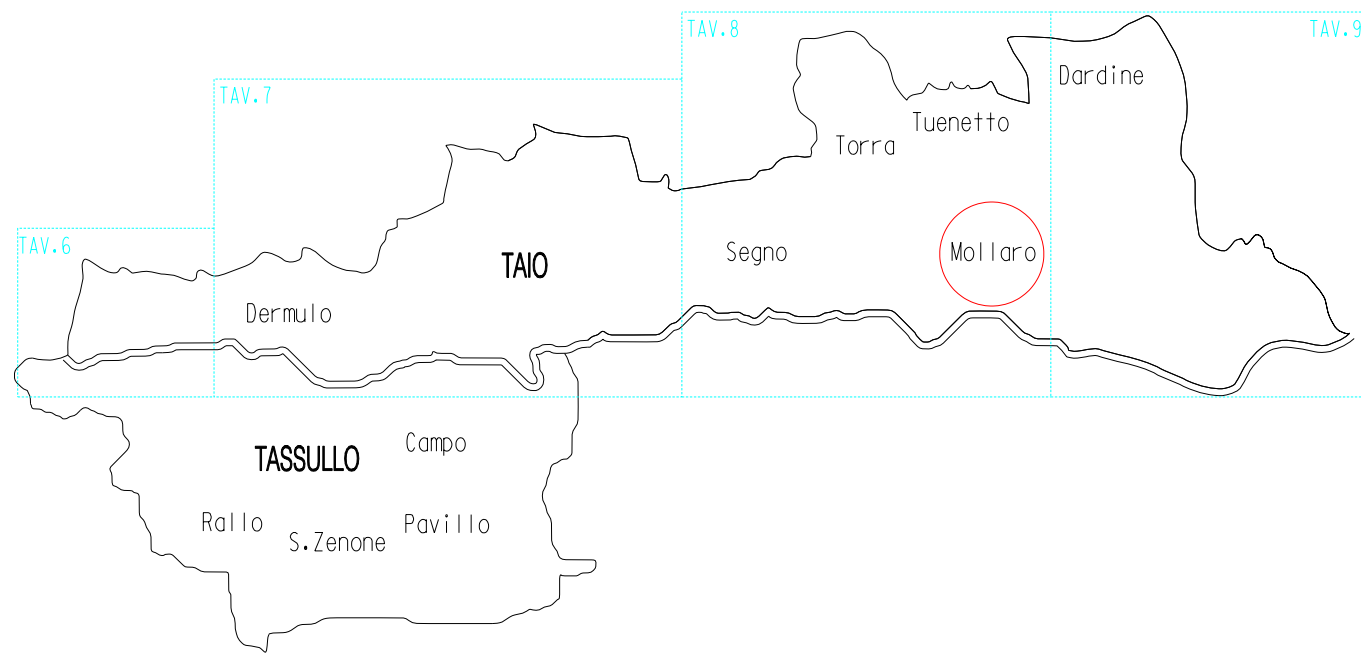 TAV.8
TAV.9
Dardine
TAV.7
Tuenetto
Torra
TAV.6
Segno
Mollaro
TAIO
Dermulo
Campo
TASSULLO
Rallo
Pavillo
S.Zenone